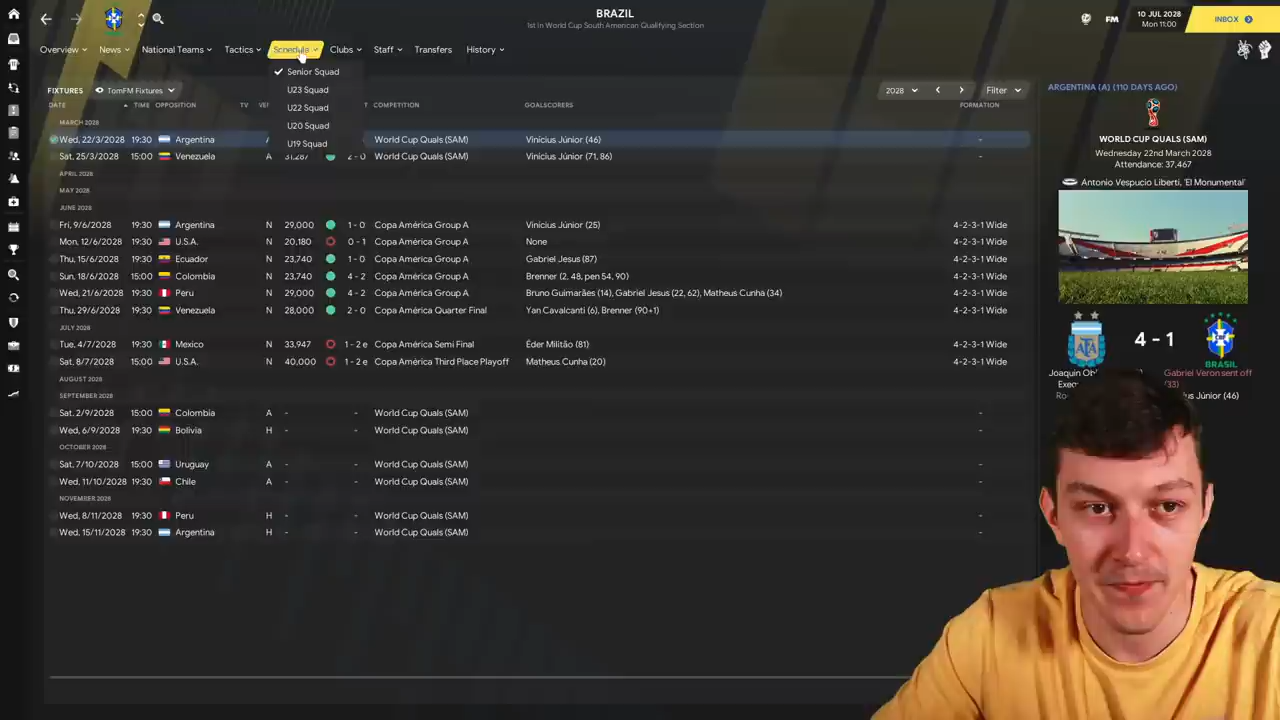 BRAZIL
1st In World Cup South American Qualifying Section
FM
10 JUL 2028
Mon 11:00
INBOX
Overview News National Teams Tactics Schedule Clubs Staff Transfers History
Senior Squad
U23 Squad
U22 Squad
U20 Squad
U19 Squad
FIXTURES TomFM Fixtures 2028 Filter
DATE TIME OPPOSITION TV COMPETITION GOALSCORERS FORMATION
MARCH 2028
Wed, 22/3/2028 19:30 Argentina World Cup Quals (SAM) Vinícius Júnior (46) -
Sat, 25/3/2028 15:00 Venezuela 31,287 2 - 0 World Cup Quals (SAM) Vinícius Júnior (71, 86) -
APRIL 2028
MAY 2028
JUNE 2028
Fri, 9/6/2028 19:30 Argentina N 29,000 1 - 0 Copa América Group A Vinícius Júnior (25) 4-2-3-1 Wide
Mon, 12/6/2028 19:30 U.S.A. N 20,180 0 - 1 Copa América Group A None 4-2-3-1 Wide
Thu, 15/6/2028 19:30 Ecuador N 23,740 1 - 0 Copa América Group A Gabriel Jesus (87) 4-2-3-1 Wide
Sun, 18/6/2028 15:00 Colombia N 23,740 4 - 2 Copa América Group A Brenner (2, 48, pen 54, 90) 4-2-3-1 Wide
Wed, 21/6/2028 19:30 Peru N 29,000 4 - 2 Copa América Group A Bruno Guimarães (14), Gabriel Jesus (22, 62), Matheus Cunha (34) 4-2-3-1 Wide
Thu, 29/6/2028 19:30 Venezuela N 28,000 2 - 0 Copa América Quarter Final Yan Cavalcanti (6), Brenner (90+1) 4-2-3-1 Wide
JULY 2028
Tue, 4/7/2028 19:30 Mexico N 33,947 1 - 2 e Copa América Semi Final Éder Militão (81) 4-2-3-1 Wide
Sat, 8/7/2028 15:00 U.S.A. N 40,000 1 - 2 e Copa América Third Place Playoff Matheus Cunha (20) 4-2-3-1 Wide
AUGUST 2028
SEPTEMBER 2028
Sat, 2/9/2028 15:00 Colombia A - - World Cup Quals (SAM) -
Wed, 6/9/2028 19:30 Bolivia H - - World Cup Quals (SAM) -
OCTOBER 2028
Sat, 7/10/2028 15:00 Uruguay A - - World Cup Quals (SAM) -
Wed, 11/10/2028 19:30 Chile A - - World Cup Quals (SAM) -
NOVEMBER 2028
Wed, 8/11/2028 19:30 Peru H - - World Cup Quals (SAM) -
Wed, 15/11/2028 19:30 Argentina H - - World Cup Quals (SAM) -
ARGENTINA (A) (110 DAYS AGO)
WORLD CUP QUALS (SAM)
Wednesday 22nd March 2028
Attendance: 37,467
Antonio Vespucio Liberti, 'El Monumental'
4 - 1
AFA
BRASIL
Joaquín
Gabriel Veron sent off
(33)
Júnior (46)